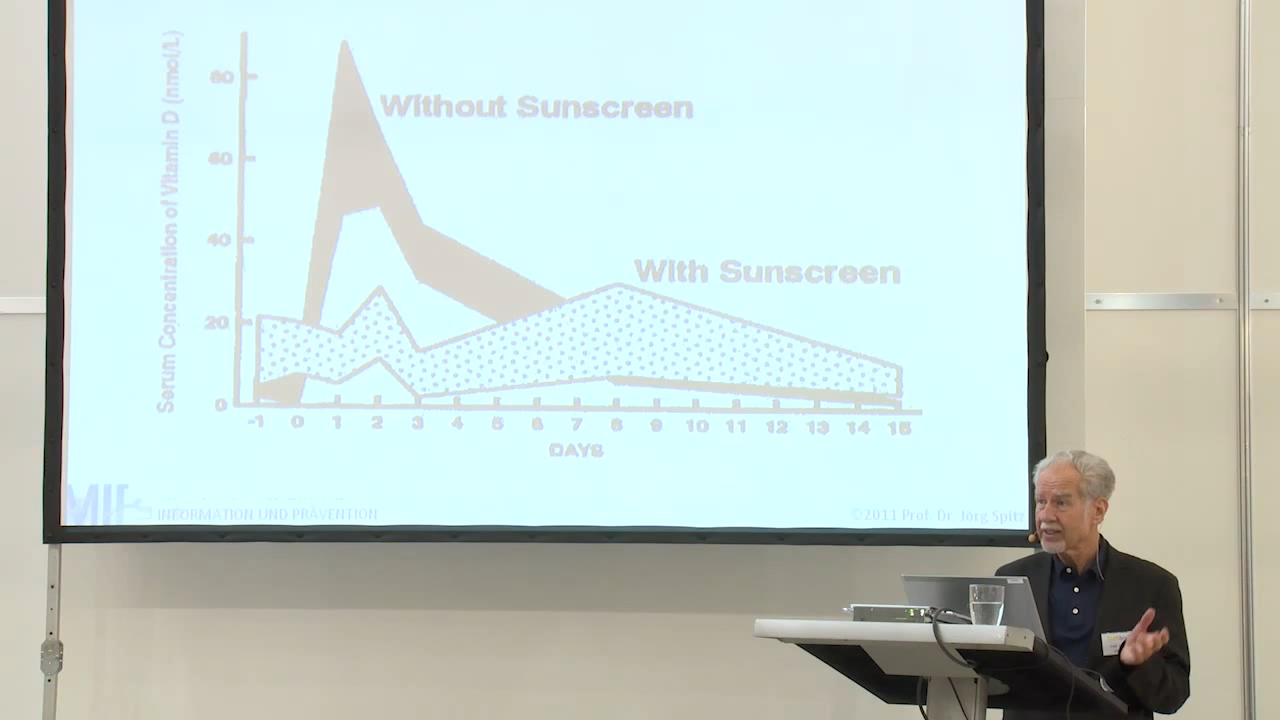 Serum Concentration of Vitamin D (nmol/L)
80
60
40
20
0
Without Sunscreen
With Sunscreen
-1 0 1 2 3 4 5 6 7 8 9 10 11 12 13 14 15
DAYS
INFORMATION UND PRÄVENTION
©2011 Prof. Dr. Jörg Spitz